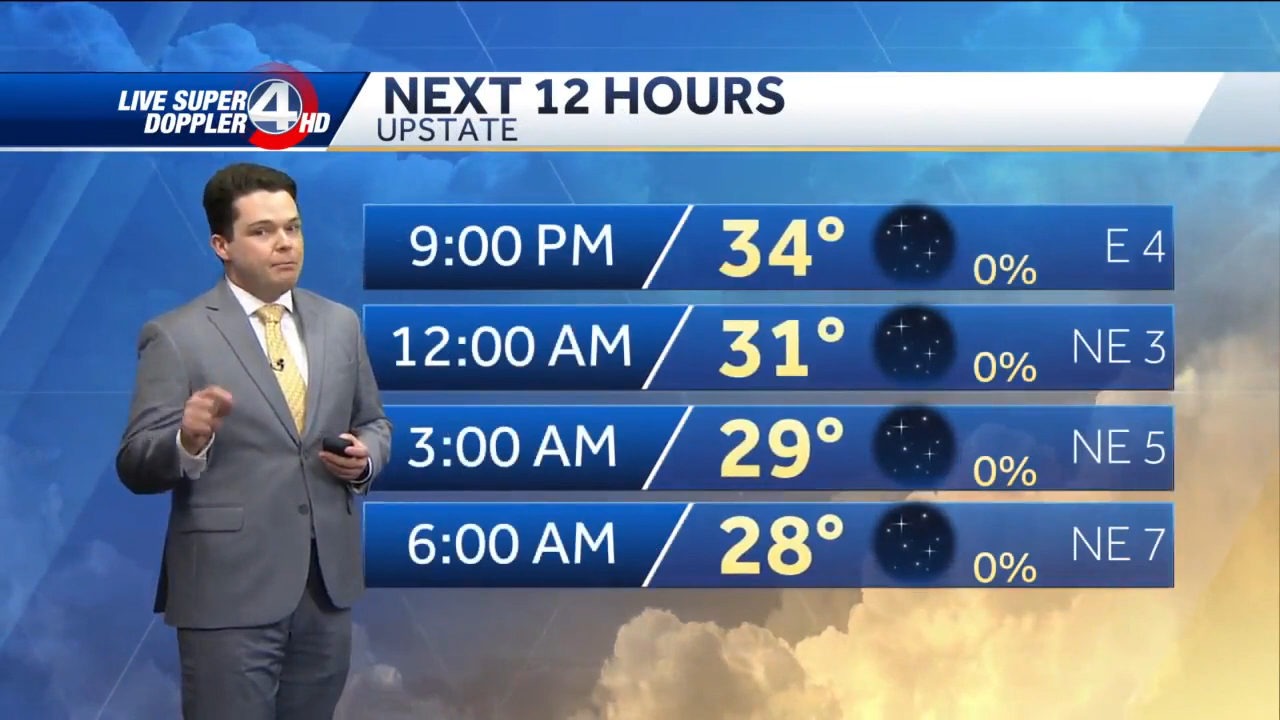 LIVE SUPER
DOPPLER 4 HD
NEXT 12 HOURS
UPSTATE
9:00 PM 34° 0% E 4
12:00 AM 31° 0% NE 3
3:00 AM 29° 0% NE 5
6:00 AM 28° 0% NE 7